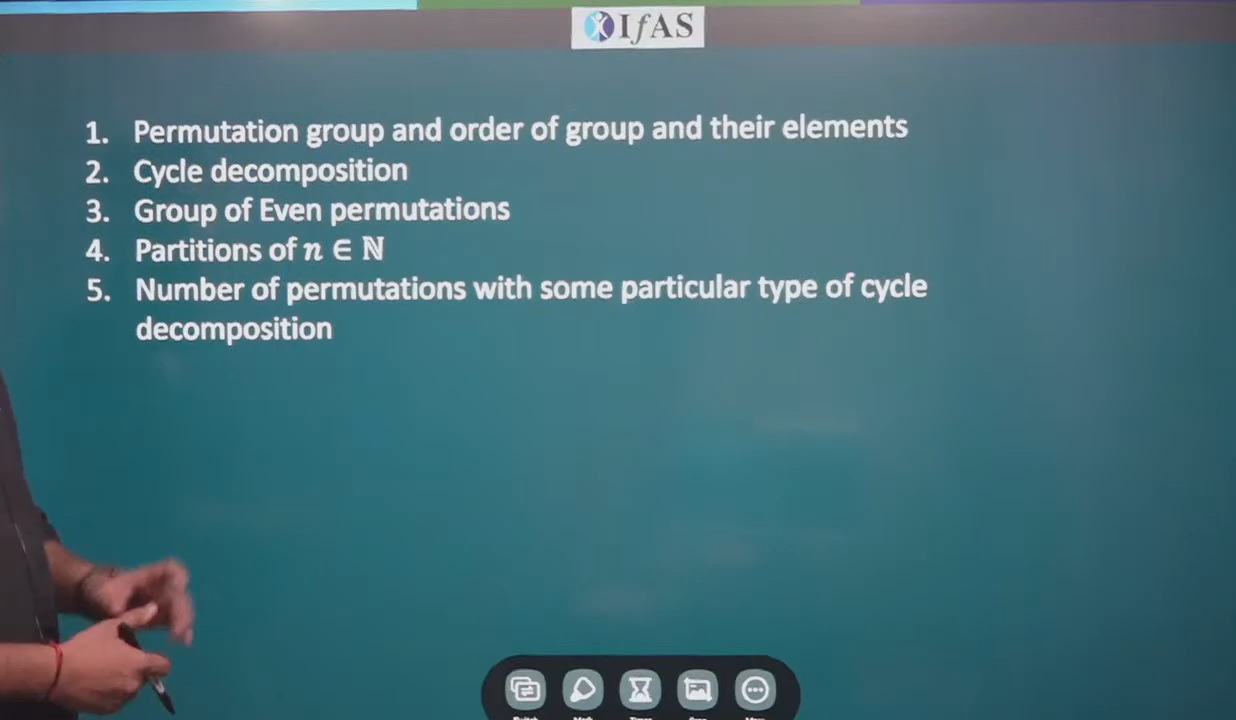 IfAS
1. Permutation group and order of group and their elements
2. Cycle decomposition
3. Group of Even permutations
4. Partitions of n ∈ ℕ
5. Number of permutations with some particular type of cycle
decomposition